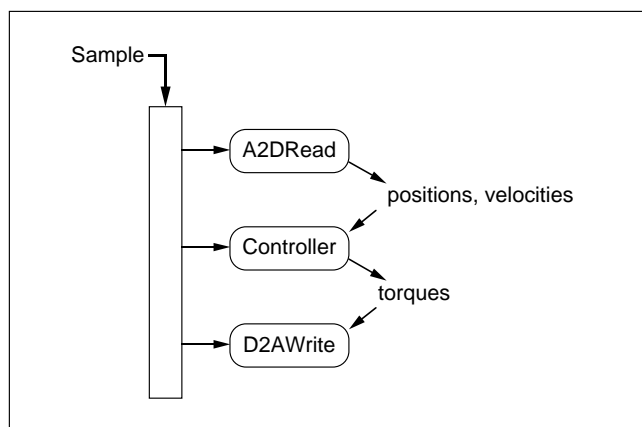 Sample
A2DRead
positions, velocities
Controller
torques
D2AWrite